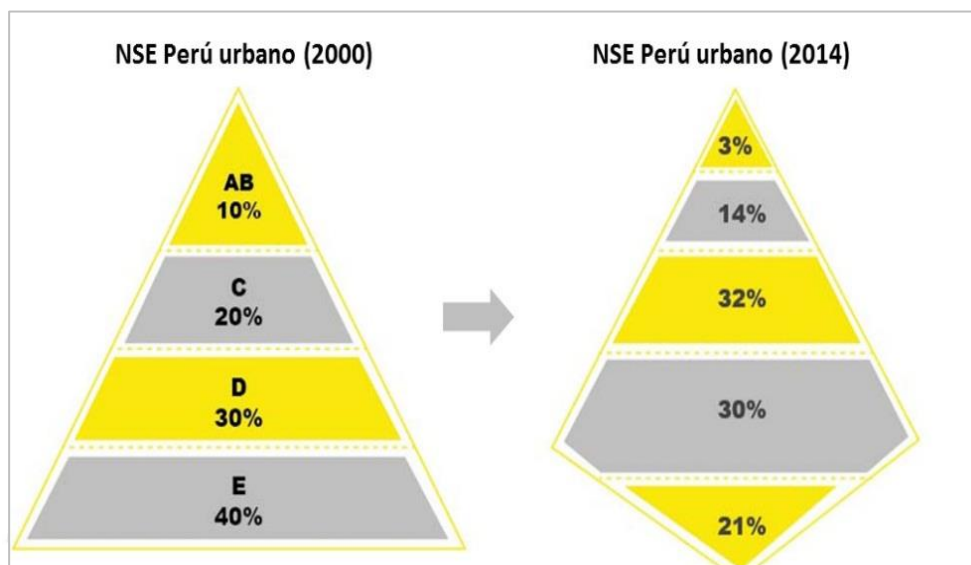 NSE Perú urbano (2000)
AB
10%
C
20%
D
30%
E
40%
NSE Perú urbano (2014)
3%
14%
32%
30%
21%